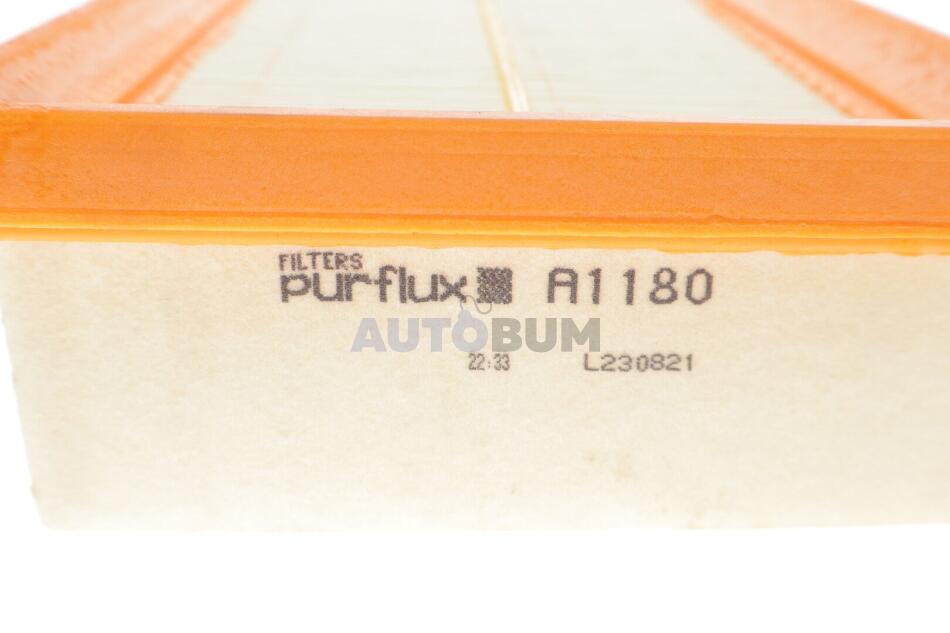 FILTERS
purflux A1180
AUTOBUM
22:33 L230821